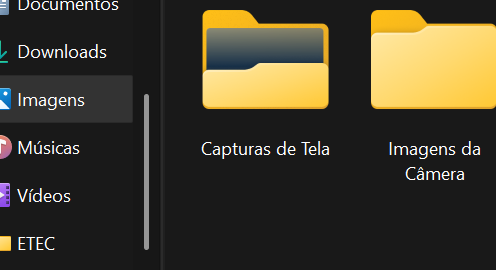 Documentos
Downloads
Imagens
Músicas
Vídeos
ETEC
Capturas de Tela
Imagens da
Câmera